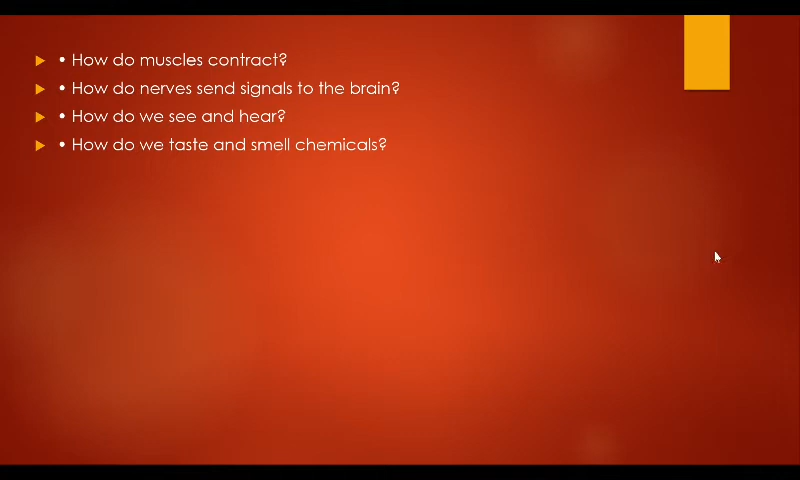 • How do muscles contract?
• How do nerves send signals to the brain?
• How do we see and hear?
• How do we taste and smell chemicals?